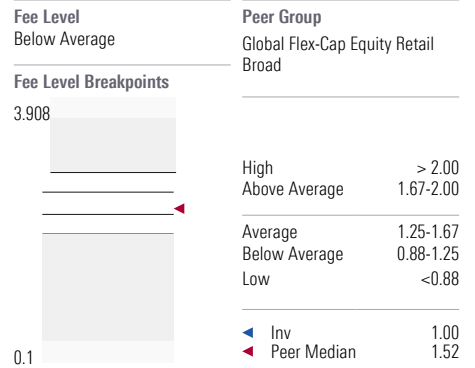 Fee Level
Below Average
Fee Level Breakpoints
3.908
0.1
Peer Group
Global Flex-Cap Equity Retail
Broad
High > 2.00
Above Average 1.67-2.00
Average 1.25-1.67
Below Average 0.88-1.25
Low <0.88
Inv 1.00
Peer Median 1.52